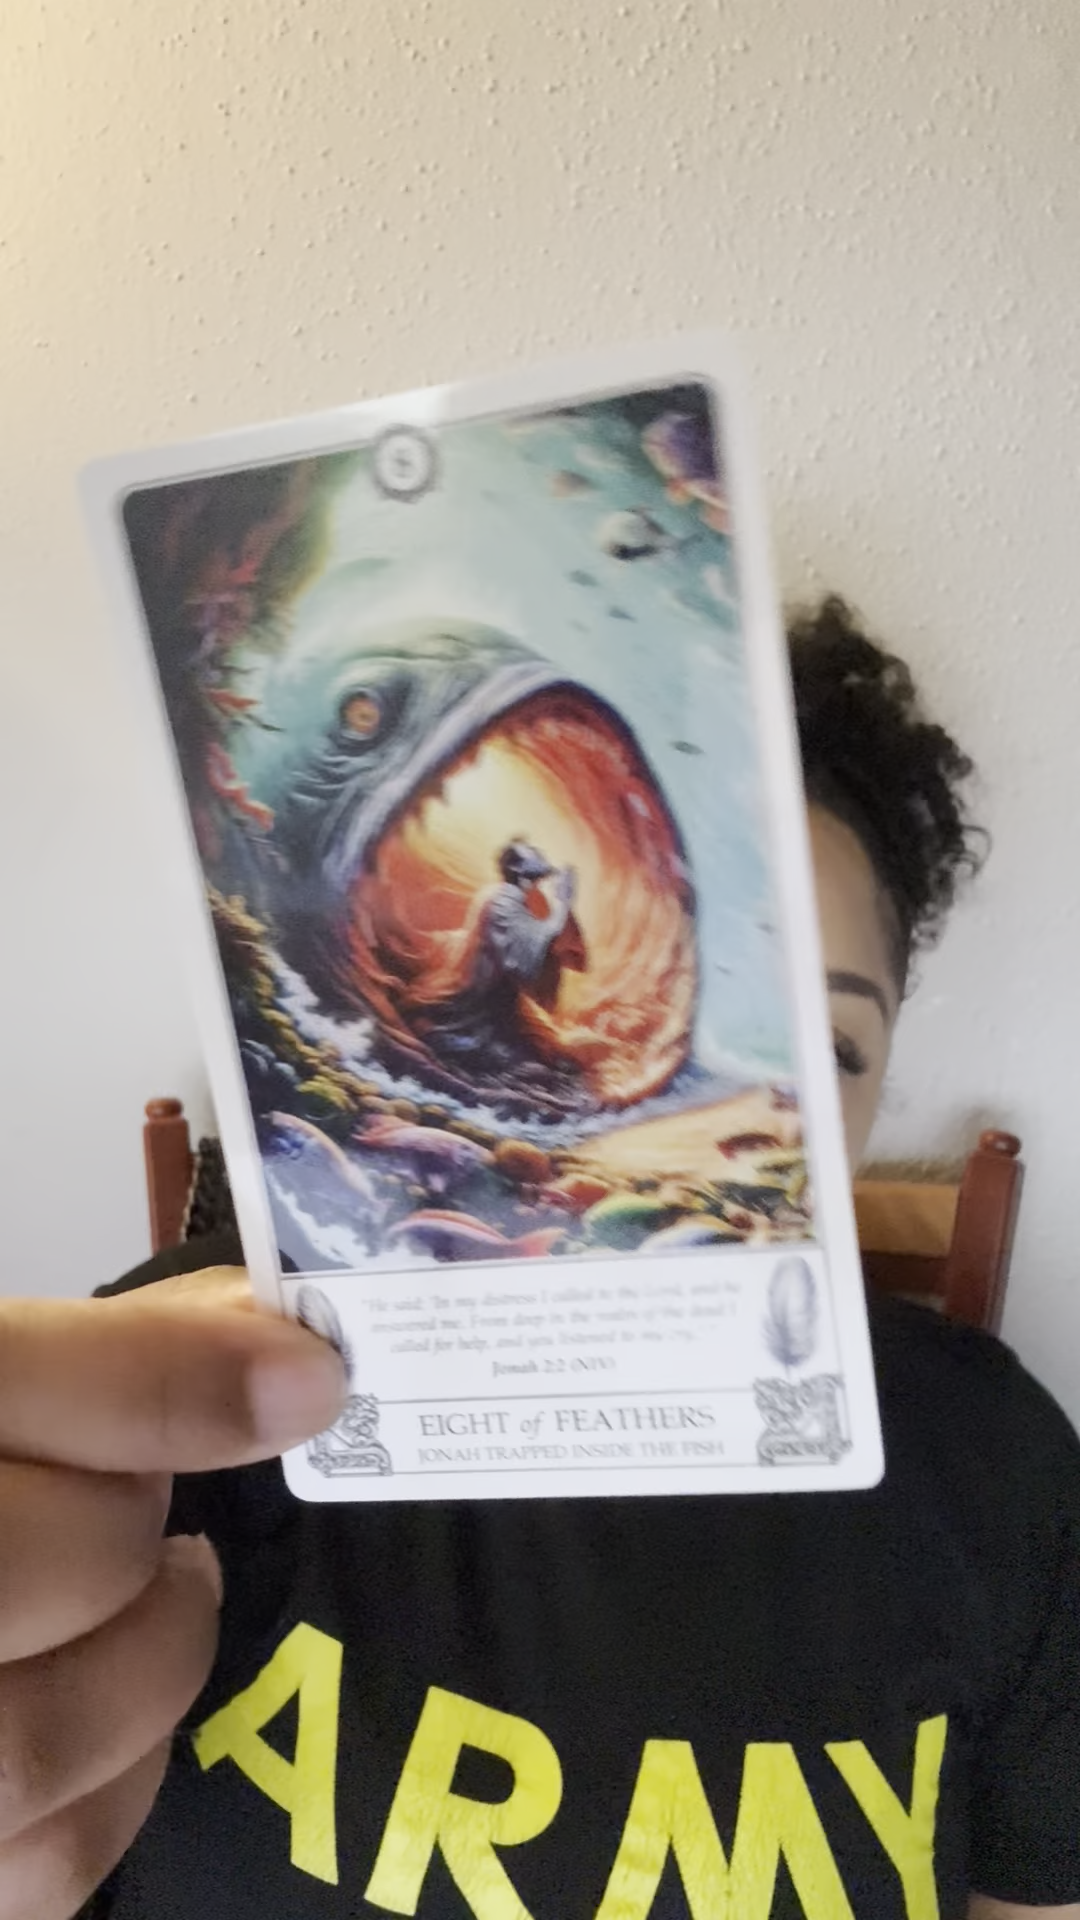 8
"He said: "In my distress I called to the Lord, and he
answered me. From deep in the realm of the dead I
called for help, and you listened to my cry."
Jonah 2:2 (NIV)
EIGHT of FEATHERS
JONAH TRAPPED INSIDE THE FISH
ARMY